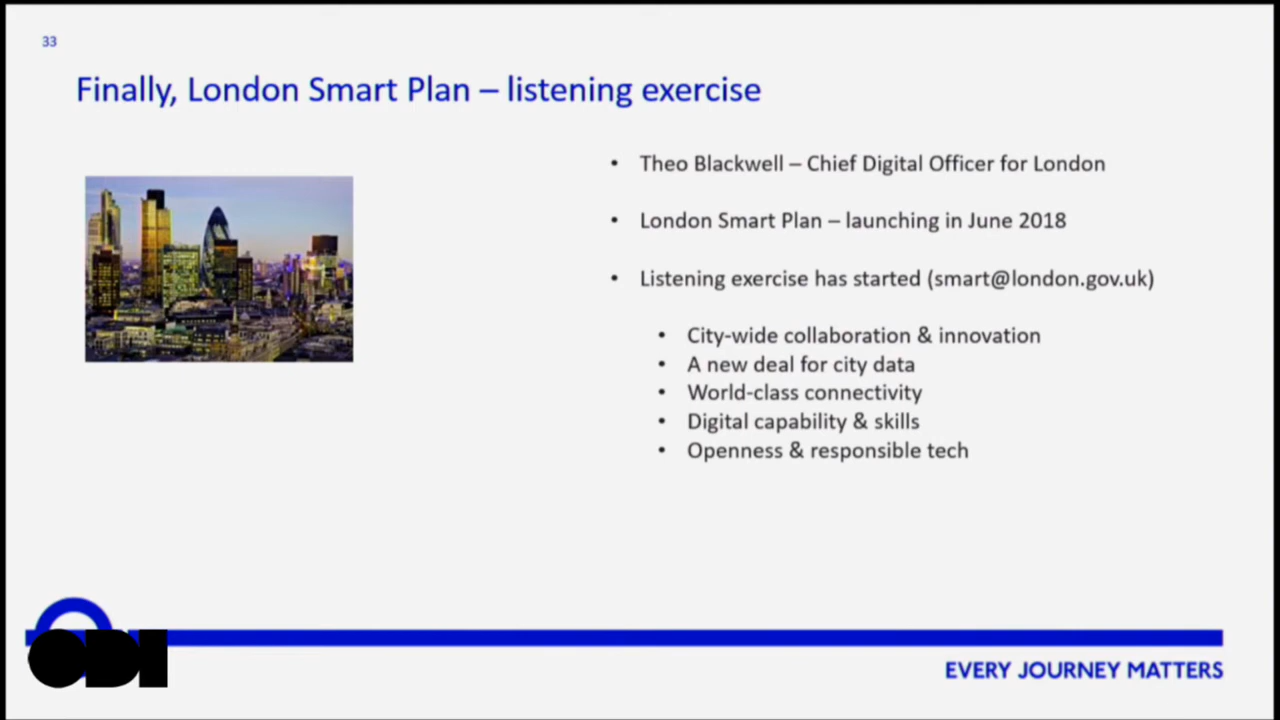 33
Finally, London Smart Plan – listening exercise
• Theo Blackwell – Chief Digital Officer for London
• London Smart Plan – launching in June 2018
• Listening exercise has started (smart@london.gov.uk)
• City-wide collaboration & innovation
• A new deal for city data
• World-class connectivity
• Digital capability & skills
• Openness & responsible tech
ODI
EVERY JOURNEY MATTERS